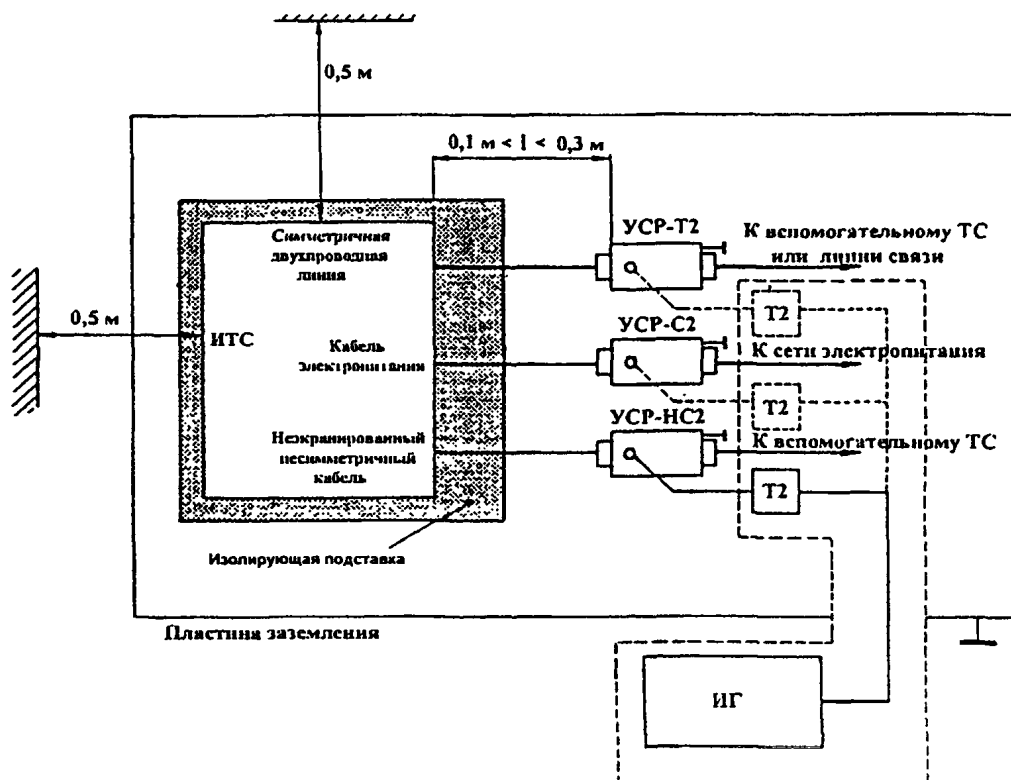 0,5 м
0,1 м < l < 0,3 м
Симметричная
двухпроводная
линия
УСР-Т2
К вспомогательному ТС
или линии связи
Т2
0,5 м
ИТС
УСР-С2
Кабель
электропитания
К сети электропитания
Т2
УСР-НС2
Неэкранированный
несимметричный
кабель
К вспомогательному ТС
Т2
Изолирующая подставка
Пластина заземления
ИГ